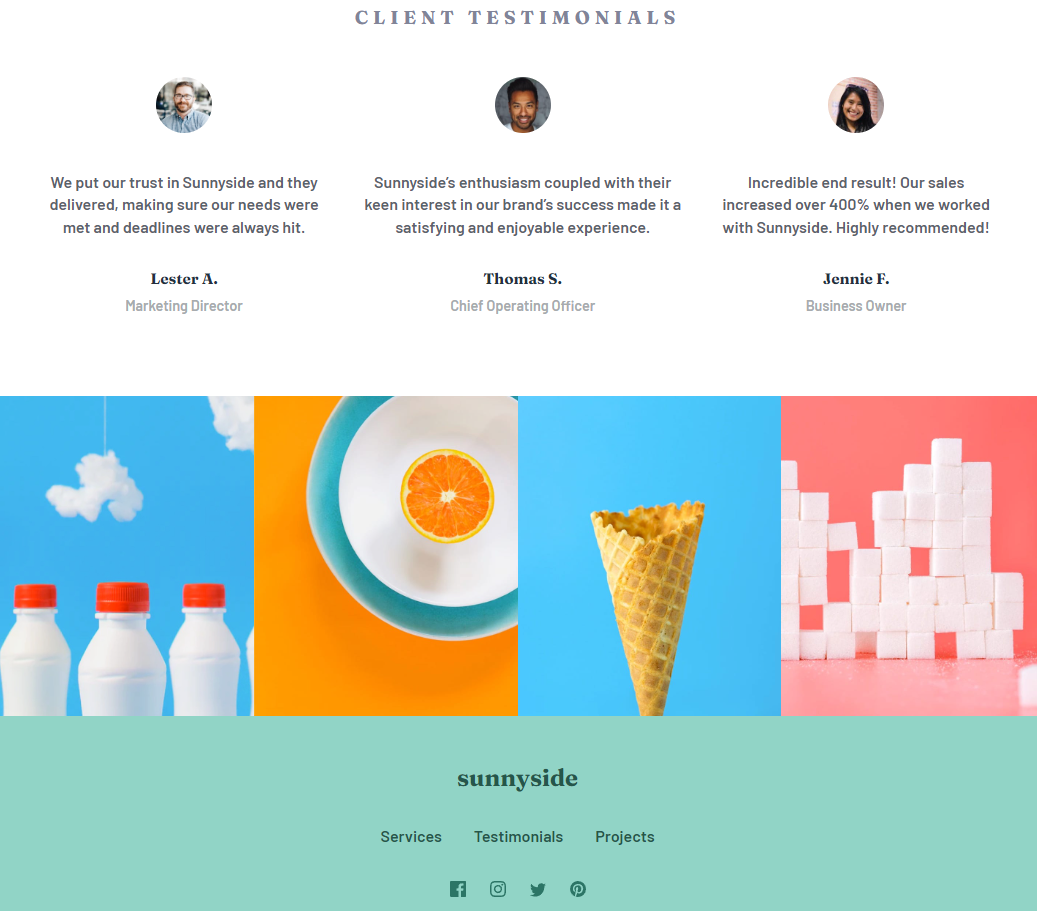 CLIENT TESTIMONIALS
We put our trust in Sunnyside and they
delivered, making sure our needs were
met and deadlines were always hit.
Lester A.
Marketing Director
Sunnyside’s enthusiasm coupled with their
keen interest in our brand’s success made it a
satisfying and enjoyable experience.
Thomas S.
Chief Operating Officer
Incredible end result! Our sales
increased over 400% when we worked
with Sunnyside. Highly recommended!
Jennie F.
Business Owner
sunnyside
Services Testimonials Projects